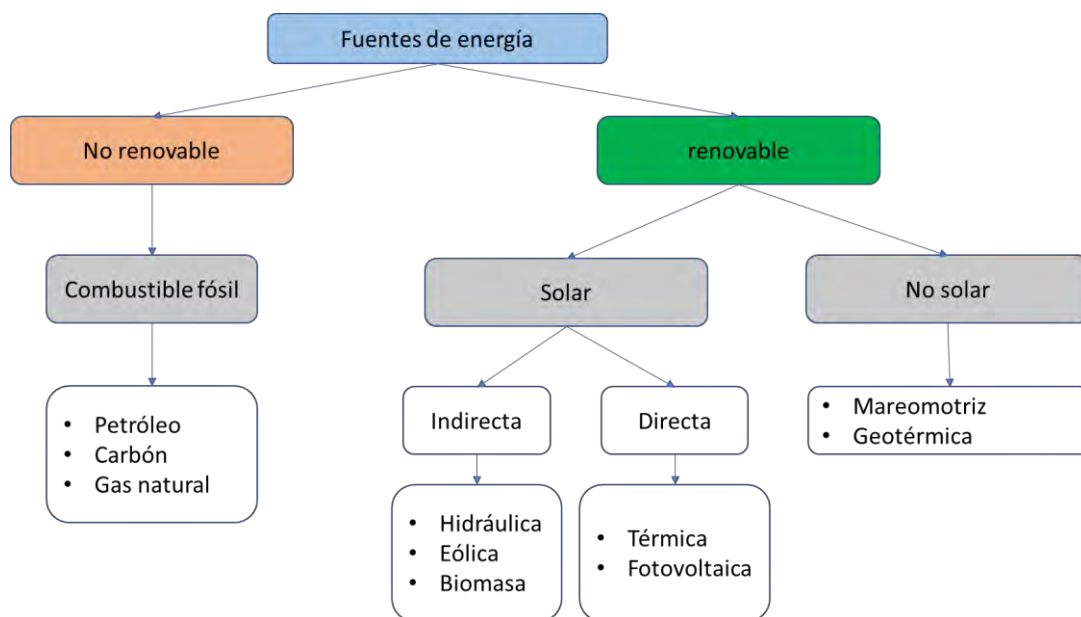 Fuentes de energía
No renovable
renovable
Combustible fósil
Solar
No solar
• Petróleo
• Carbón
• Gas natural
Indirecta
Directa
• Mareomotriz
• Geotérmica
• Hidráulica
• Eólica
• Biomasa
• Térmica
• Fotovoltaica